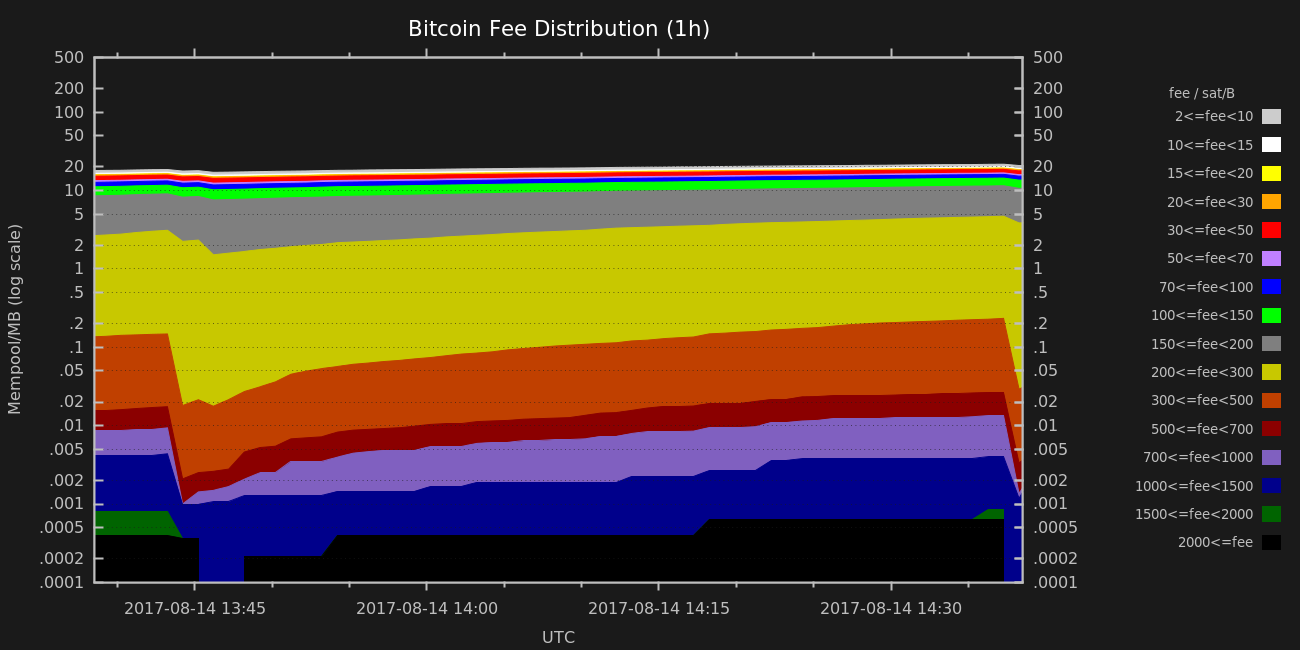 Bitcoin Fee Distribution (1h)
Mempool/MB (log scale)
500
200
100
50
20
10
5
2
1
.5
.2
.1
.05
.02
.01
.005
.002
.001
.0005
.0002
.0001
500
200
100
50
20
10
5
2
1
.5
.2
.1
.05
.02
.01
.005
.002
.001
.0005
.0002
.0001
fee / sat/B
2<=fee<10
10<=fee<15
15<=fee<20
20<=fee<30
30<=fee<50
50<=fee<70
70<=fee<100
100<=fee<150
150<=fee<200
200<=fee<300
300<=fee<500
500<=fee<700
700<=fee<1000
1000<=fee<1500
1500<=fee<2000
2000<=fee
2017-08-14 13:45 2017-08-14 14:00 2017-08-14 14:15 2017-08-14 14:30
UTC